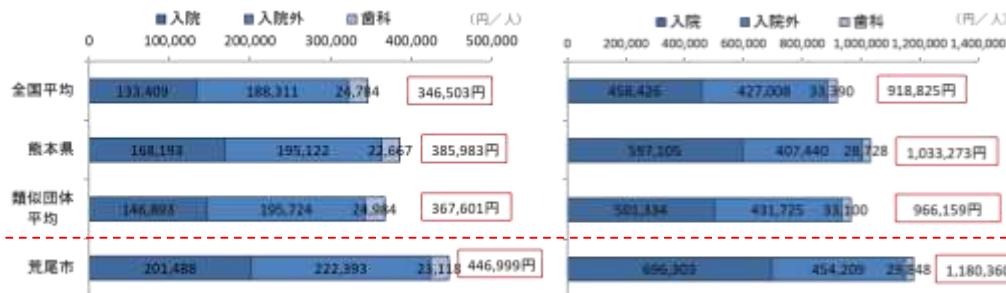 入院 入院外 歯科 (円/人)
0 100,000 200,000 300,000 400,000 500,000
全国平均 133,409 188,311 24,784 346,503円
熊本県 168,193 195,122 22,667 385,983円
類似団体
平均 146,893 195,724 24,984 367,601円
荒尾市 201,488 222,393 23,118 446,999円
入院 入院外 歯科 (円/人)
0 200,000 400,000 600,000 800,000 1,000,000 1,200,000 1,400,000
458,426 427,008 33,390 918,825円
597,105 407,440 28,728 1,033,273円
501,334 431,725 33,100 966,159円
696,303 454,209 29,848 1,180,360